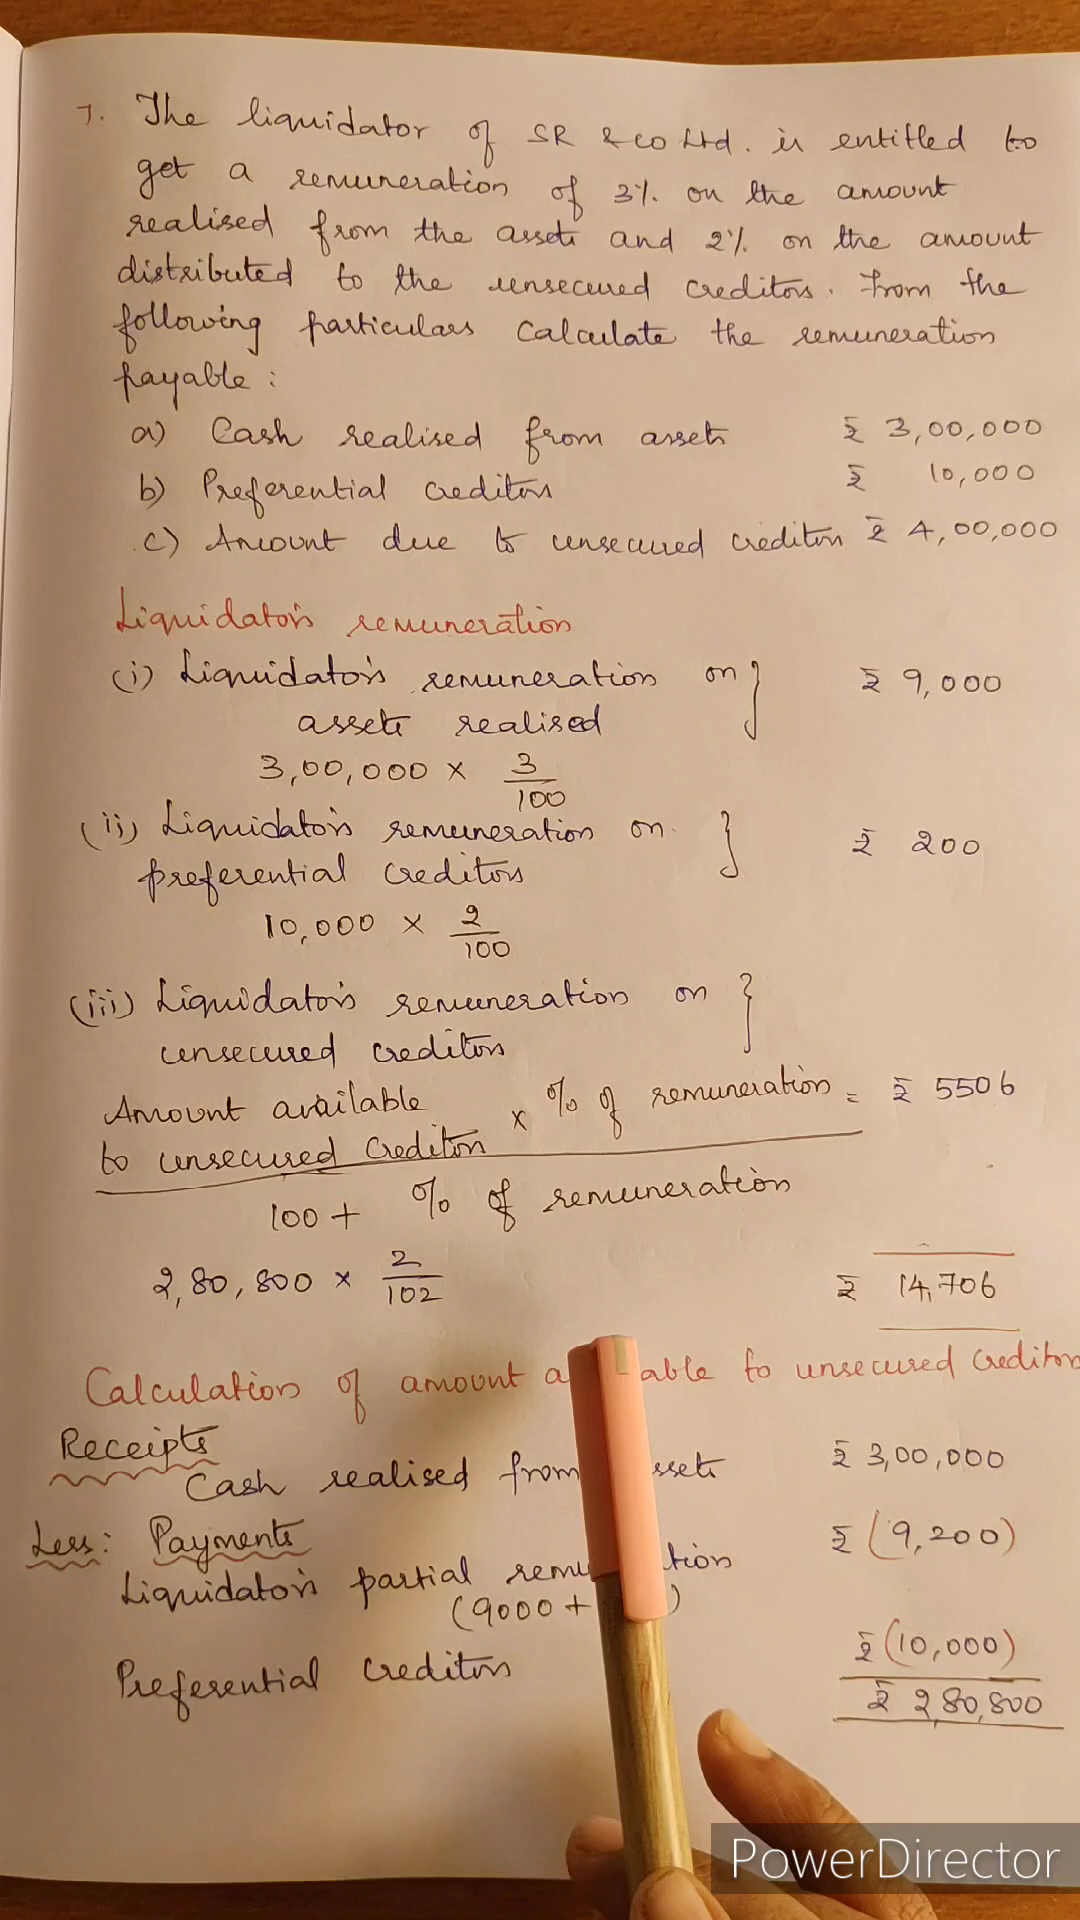 7. The liquidator of SR & CO Ltd. is entitled to
get a remuneration of 3% on the amount
realised from the assets and 2% on the amount
distributed to the unsecured creditors. From the
following particulars calculate the remuneration
payable :
a) Cash realised from assets ₹ 3,00,000
b) Preferential creditors ₹ 10,000
c) Amount due to unsecured creditors ₹ 4,00,000
Liquidator's remuneration
(i) Liquidator's remuneration on } ₹ 9,000
assets realised
3,00,000 × 3/100
(ii) Liquidator's remuneration on } ₹ 200
preferential creditors
10,000 × 2/100
(iii) Liquidator's remuneration on }
unsecured creditors
Amount available × % of remuneration = ₹ 5506
to unsecured creditors
100 + % of remuneration
2,80,800 × 2/102 ₹ 14,706
Calculation of amount a able to unsecured creditors
Receipts
Cash realised from ssets ₹ 3,00,000
Less: Payments ₹ (9,200)
Liquidator's partial remu tion
(9000 + )
Preferential creditors ₹ (10,000)
₹ 2,80,800
PowerDirector